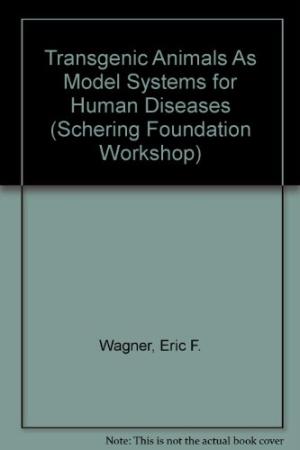 Transgenic Animals As
Model Systems for
Human Diseases
(Schering Foundation
Workshop)
Wagner, Eric F.
Note: This is not the actual book cover